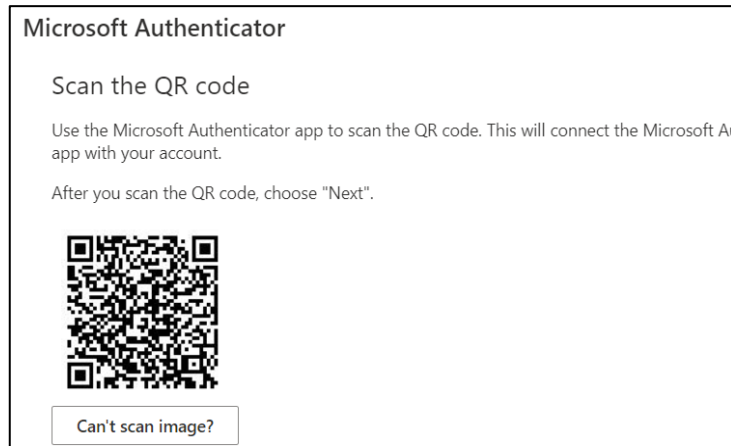 Microsoft Authenticator
Scan the QR code
Use the Microsoft Authenticator app to scan the QR code. This will connect the Microsoft
app with your account.
After you scan the QR code, choose "Next".
Can't scan image?